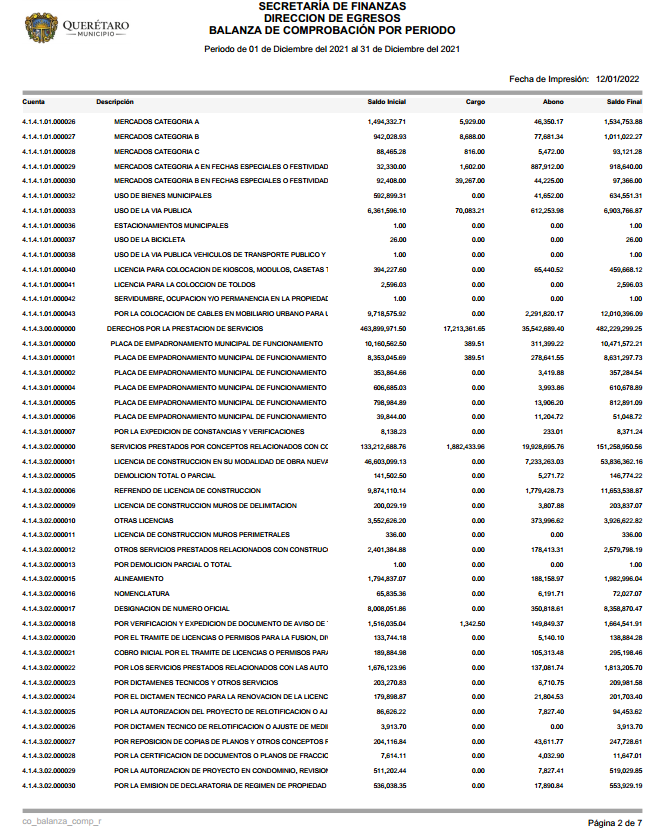 SECRETARÍA DE FINANZAS
DIRECCION DE EGRESOS
BALANZA DE COMPROBACIÓN POR PERIODO
QUERÉTARO
MUNICIPIO
Periodo de 01 de Diciembre del 2021 al 31 de Diciembre del 2021
Fecha de Impresión: 12/01/2022
Cuenta Descripción Saldo Inicial Cargo Abono Saldo Final
4.1.4.1.01.000026 MERCADOS CATEGORIA A 1,494,332.71 5,929.00 46,350.17 1,534,753.88
4.1.4.1.01.000027 MERCADOS CATEGORIA B 942,028.93 8,688.00 77,681.34 1,011,022.27
4.1.4.1.01.000028 MERCADOS CATEGORIA C 88,465.28 816.00 5,472.00 93,121.28
4.1.4.1.01.000029 MERCADOS CATEGORIA A EN FECHAS ESPECIALES O FESTIVIDAD 32,330.00 1,602.00 887,912.00 918,640.00
4.1.4.1.01.000030 MERCADOS CATEGORIA B EN FECHAS ESPECIALES O FESTIVIDAD 92,408.00 39,267.00 44,225.00 97,366.00
4.1.4.1.01.000032 USO DE BIENES MUNICIPALES 592,899.31 0.00 41,652.00 634,551.31
4.1.4.1.01.000033 USO DE LA VIA PUBLICA 6,361,596.10 70,083.21 612,253.98 6,903,766.87
4.1.4.1.01.000036 ESTACIONAMIENTOS MUNICIPALES 1.00 0.00 0.00 1.00
4.1.4.1.01.000037 USO DE LA BICICLETA 26.00 0.00 0.00 26.00
4.1.4.1.01.000038 USO DE LA VIA PUBLICA VEHICULOS DE TRANSPORTE PUBLICO Y 1.00 0.00 0.00 1.00
4.1.4.1.01.000040 LICENCIA PARA COLOCACION DE KIOSCOS, MODULOS, CASETAS T 394,227.60 0.00 65,440.52 459,668.12
4.1.4.1.01.000041 LICENCIA PARA LA COLOCCION DE TOLDOS 2,596.03 0.00 0.00 2,596.03
4.1.4.1.01.000042 SERVIDUMBRE, OCUPACION Y/O PERMANENCIA EN LA PROPIEDAD 1.00 0.00 0.00 1.00
4.1.4.1.01.000043 POR LA COLOCACION DE CABLES EN MOBILIARIO URBANO PARA U 9,718,575.92 0.00 2,291,820.17 12,010,396.09
4.1.4.3.00.000000 DERECHOS POR LA PRESTACION DE SERVICIOS 463,899,971.50 17,213,361.65 35,542,689.40 482,229,299.25
4.1.4.3.01.000000 PLACA DE EMPADRONAMIENTO MUNICIPAL DE FUNCIONAMIENTO 10,160,562.50 389.51 311,399.22 10,471,572.21
4.1.4.3.01.000001 PLACA DE EMPADRONAMIENTO MUNICIPAL DE FUNCIONAMIENTO 8,353,045.69 389.51 278,641.55 8,631,297.73
4.1.4.3.01.000002 PLACA DE EMPADRONAMIENTO MUNICIPAL DE FUNCIONAMIENTO 353,864.66 0.00 3,419.88 357,284.54
4.1.4.3.01.000004 PLACA DE EMPADRONAMIENTO MUNICIPAL DE FUNCIONAMIENTO 606,685.03 0.00 3,993.86 610,678.89
4.1.4.3.01.000005 PLACA DE EMPADRONAMIENTO MUNICIPAL DE FUNCIONAMIENTO 798,984.89 0.00 13,906.20 812,891.09
4.1.4.3.01.000006 PLACA DE EMPADRONAMIENTO MUNICIPAL DE FUNCIONAMIENTO 39,844.00 0.00 11,204.72 51,048.72
4.1.4.3.01.000007 POR LA EXPEDICION DE CONSTANCIAS Y VERIFICACIONES 8,138.23 0.00 233.01 8,371.24
4.1.4.3.02.000000 SERVICIOS PRESTADOS POR CONCEPTOS RELACIONADOS CON CC 133,212,688.76 1,882,433.96 19,928,695.76 151,258,950.56
4.1.4.3.02.000001 LICENCIA DE CONSTRUCCION EN SU MODALIDAD DE OBRA NUEVA 46,603,099.13 0.00 7,233,263.03 53,836,362.16
4.1.4.3.02.000005 DEMOLICION TOTAL O PARCIAL 141,502.50 0.00 5,271.72 146,774.22
4.1.4.3.02.000006 REFRENDO DE LICENCIA DE CONSTRUCCION 9,874,110.14 0.00 1,779,428.73 11,653,538.87
4.1.4.3.02.000009 LICENCIA DE CONSTRUCCION MUROS DE DELIMITACION 200,029.19 0.00 3,807.88 203,837.07
4.1.4.3.02.000010 OTRAS LICENCIAS 3,552,626.20 0.00 373,996.62 3,926,622.82
4.1.4.3.02.000011 LICENCIA DE CONSTRUCCION MUROS PERIMETRALES 336.00 0.00 0.00 336.00
4.1.4.3.02.000012 OTROS SERVICIOS PRESTADOS RELACIONADOS CON CONSTRUC 2,401,384.88 0.00 178,413.31 2,579,798.19
4.1.4.3.02.000013 POR DEMOLICION PARCIAL O TOTAL 1.00 0.00 0.00 1.00
4.1.4.3.02.000015 ALINEAMIENTO 1,794,837.07 0.00 188,158.97 1,982,996.04
4.1.4.3.02.000016 NOMENCLATURA 65,835.36 0.00 6,191.71 72,027.07
4.1.4.3.02.000017 DESIGNACION DE NUMERO OFICIAL 8,008,051.86 0.00 350,818.61 8,358,870.47
4.1.4.3.02.000018 POR VERIFICACION Y EXPEDICION DE DOCUMENTO DE AVISO DE 1,516,035.04 1,342.50 149,849.37 1,664,541.91
4.1.4.3.02.000020 POR EL TRAMITE DE LICENCIAS O PERMISOS PARA LA FUSION, DI 133,744.18 0.00 5,140.10 138,884.28
4.1.4.3.02.000021 COBRO INICIAL POR EL TRAMITE DE LICENCIAS O PERMISOS PARA 189,884.98 0.00 105,313.48 295,198.46
4.1.4.3.02.000022 POR LOS SERVICIOS PRESTADOS RELACIONADOS CON LAS AUTO 1,676,123.96 0.00 137,081.74 1,813,205.70
4.1.4.3.02.000023 POR DICTAMENES TECNICOS Y OTROS SERVICIOS 203,270.83 0.00 6,710.75 209,981.58
4.1.4.3.02.000024 POR EL DICTAMEN TECNICO PARA LA RENOVACION DE LA LICENC 179,898.87 0.00 21,804.53 201,703.40
4.1.4.3.02.000025 POR LA AUTORIZACION DEL PROYECTO DE RELOTIFICACION O AJ 86,626.22 0.00 7,827.40 94,453.62
4.1.4.3.02.000026 POR DICTAMEN TECNICO DE RELOTIFICACION O AJUSTE DE MEDI 3,913.70 0.00 0.00 3,913.70
4.1.4.3.02.000027 POR REPOSICION DE COPIAS DE PLANOS Y OTROS CONCEPTOS F 204,116.84 0.00 43,611.77 247,728.61
4.1.4.3.02.000028 POR LA CERTIFICACION DE DOCUMENTOS O PLANOS DE FRACCIC 7,614.11 0.00 4,032.90 11,647.01
4.1.4.3.02.000029 POR LA AUTORIZACION DE PROYECTO EN CONDOMINIO, REVISION 511,202.44 0.00 7,827.41 519,029.85
4.1.4.3.02.000030 POR LA EMISION DE DECLARATORIA DE REGIMEN DE PROPIEDAD 536,038.35 0.00 17,890.84 553,929.19
co_balanza_comp_r
Página 2 de 7